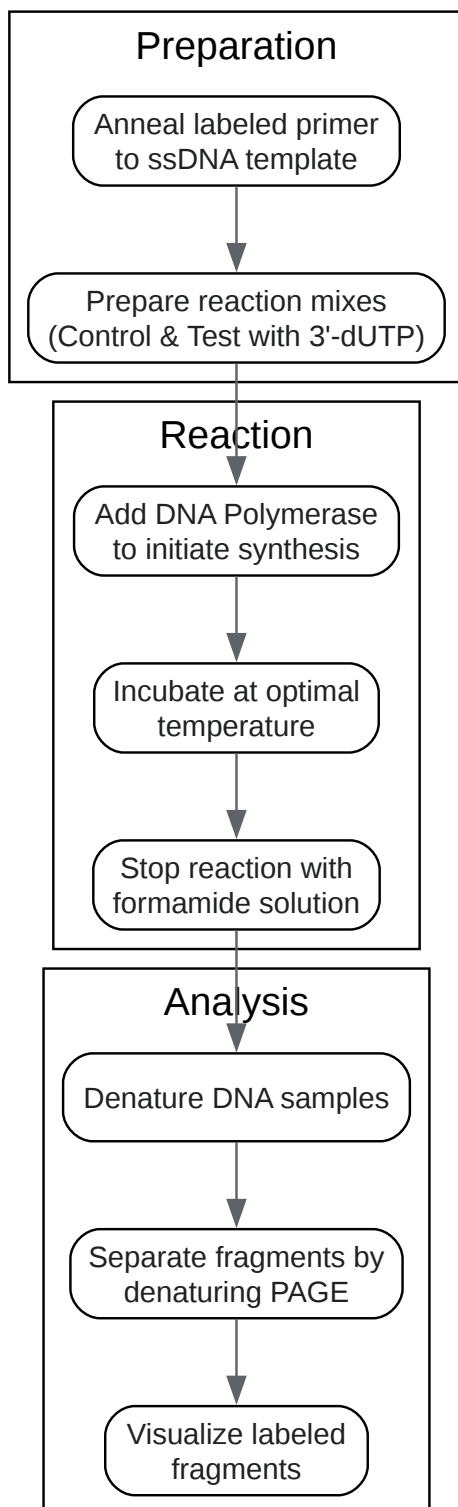 Preparation
Anneal labeled primer
to ssDNA template
Prepare reaction mixes
(Control & Test with 3'-dUTP)
Reaction
Add DNA Polymerase
to initiate synthesis
Incubate at optimal
temperature
Stop reaction with
formamide solution
Analysis
Denature DNA samples
Separate fragments by
denaturing PAGE
Visualize labeled
fragments